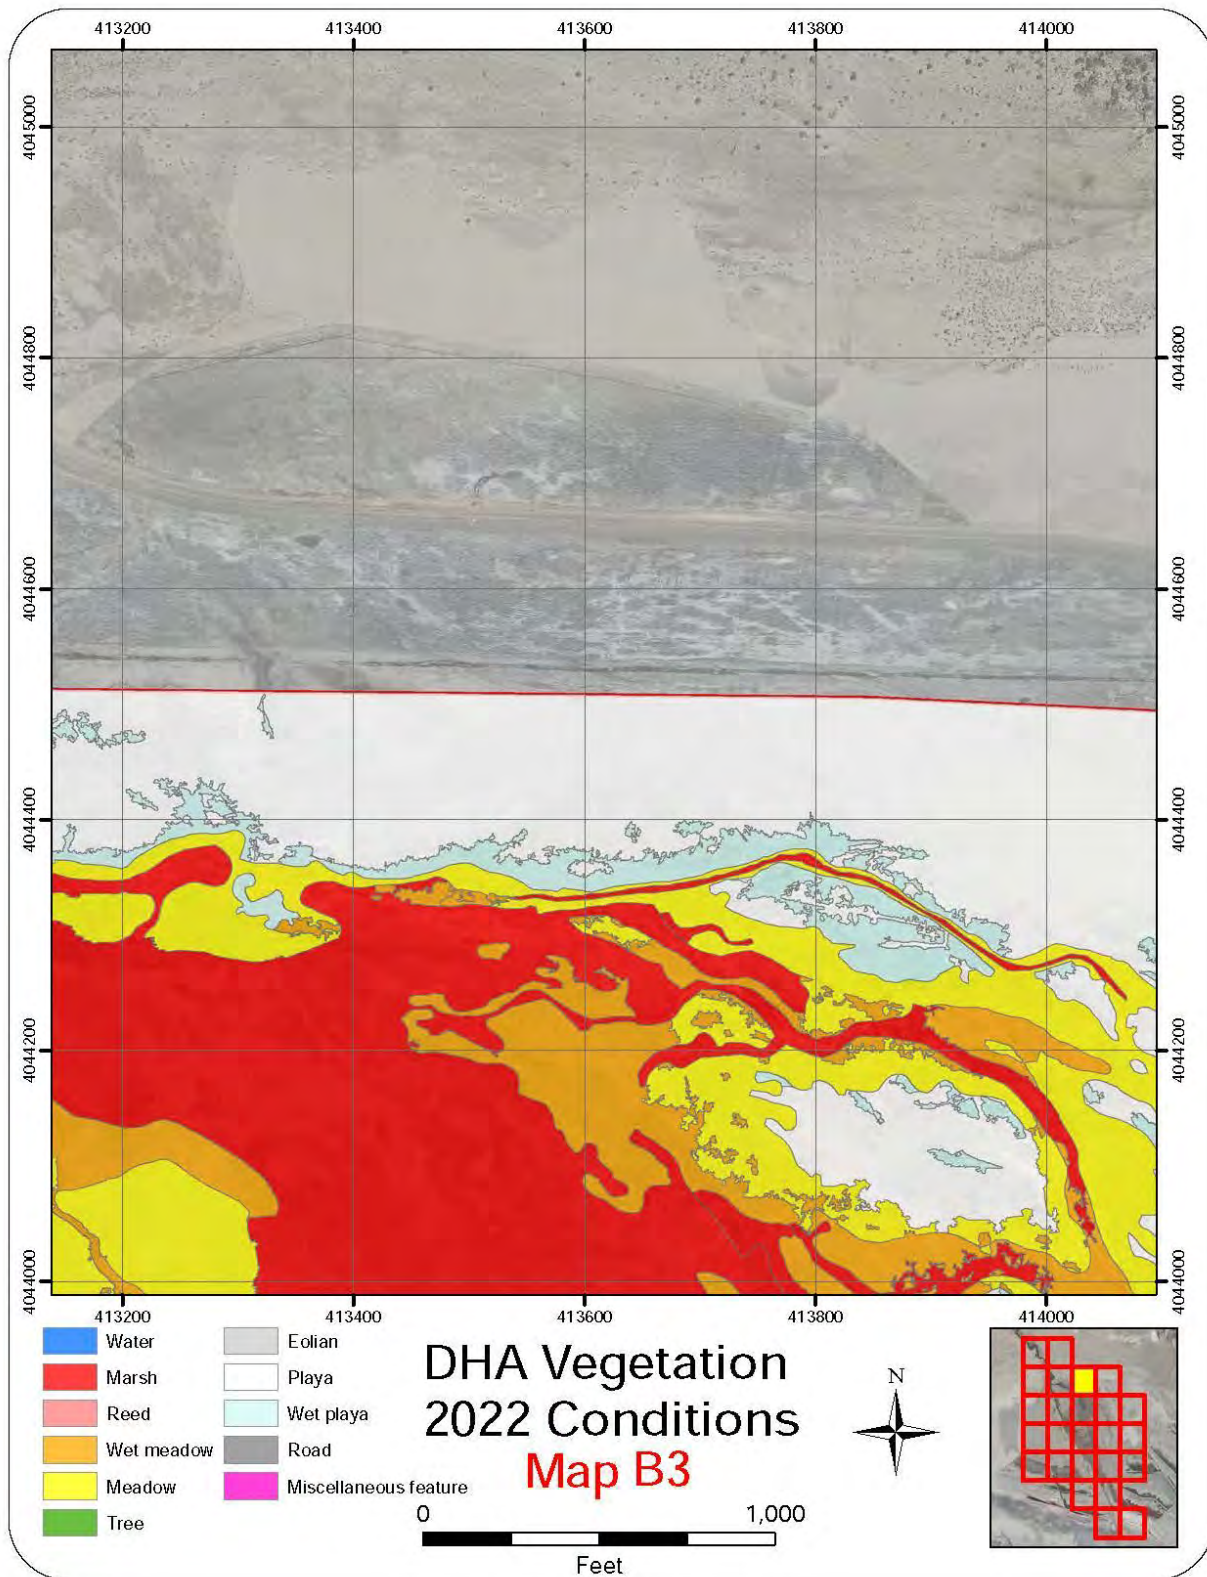 413200 413400 413600 413800 414000
4045000 4045000
4044800 4044800
4044600 4044600
4044400 4044400
4044200 4044200
4044000 4044000
413200 413400 413600 413800 414000
Water
Marsh
Reed
Wet meadow
Meadow
Tree
Eolian
Playa
Wet playa
Road
Miscellaneous feature
DHA Vegetation
2022 Conditions
Map B3
0 1,000
Feet
N